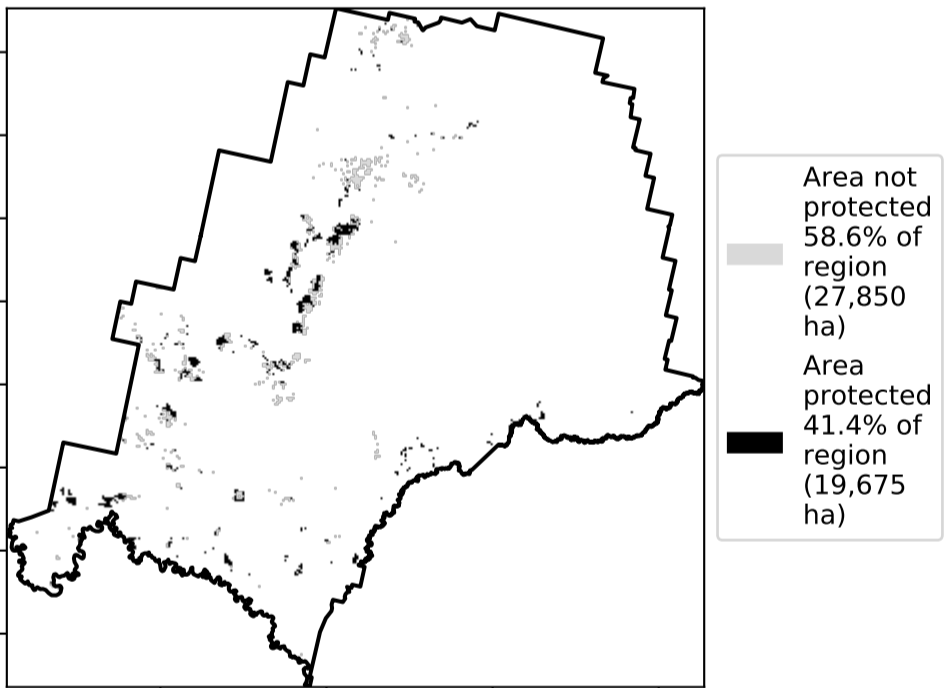 Area not
protected
58.6% of
region
(27,850
ha)
Area
protected
41.4% of
region
(19,675
ha)